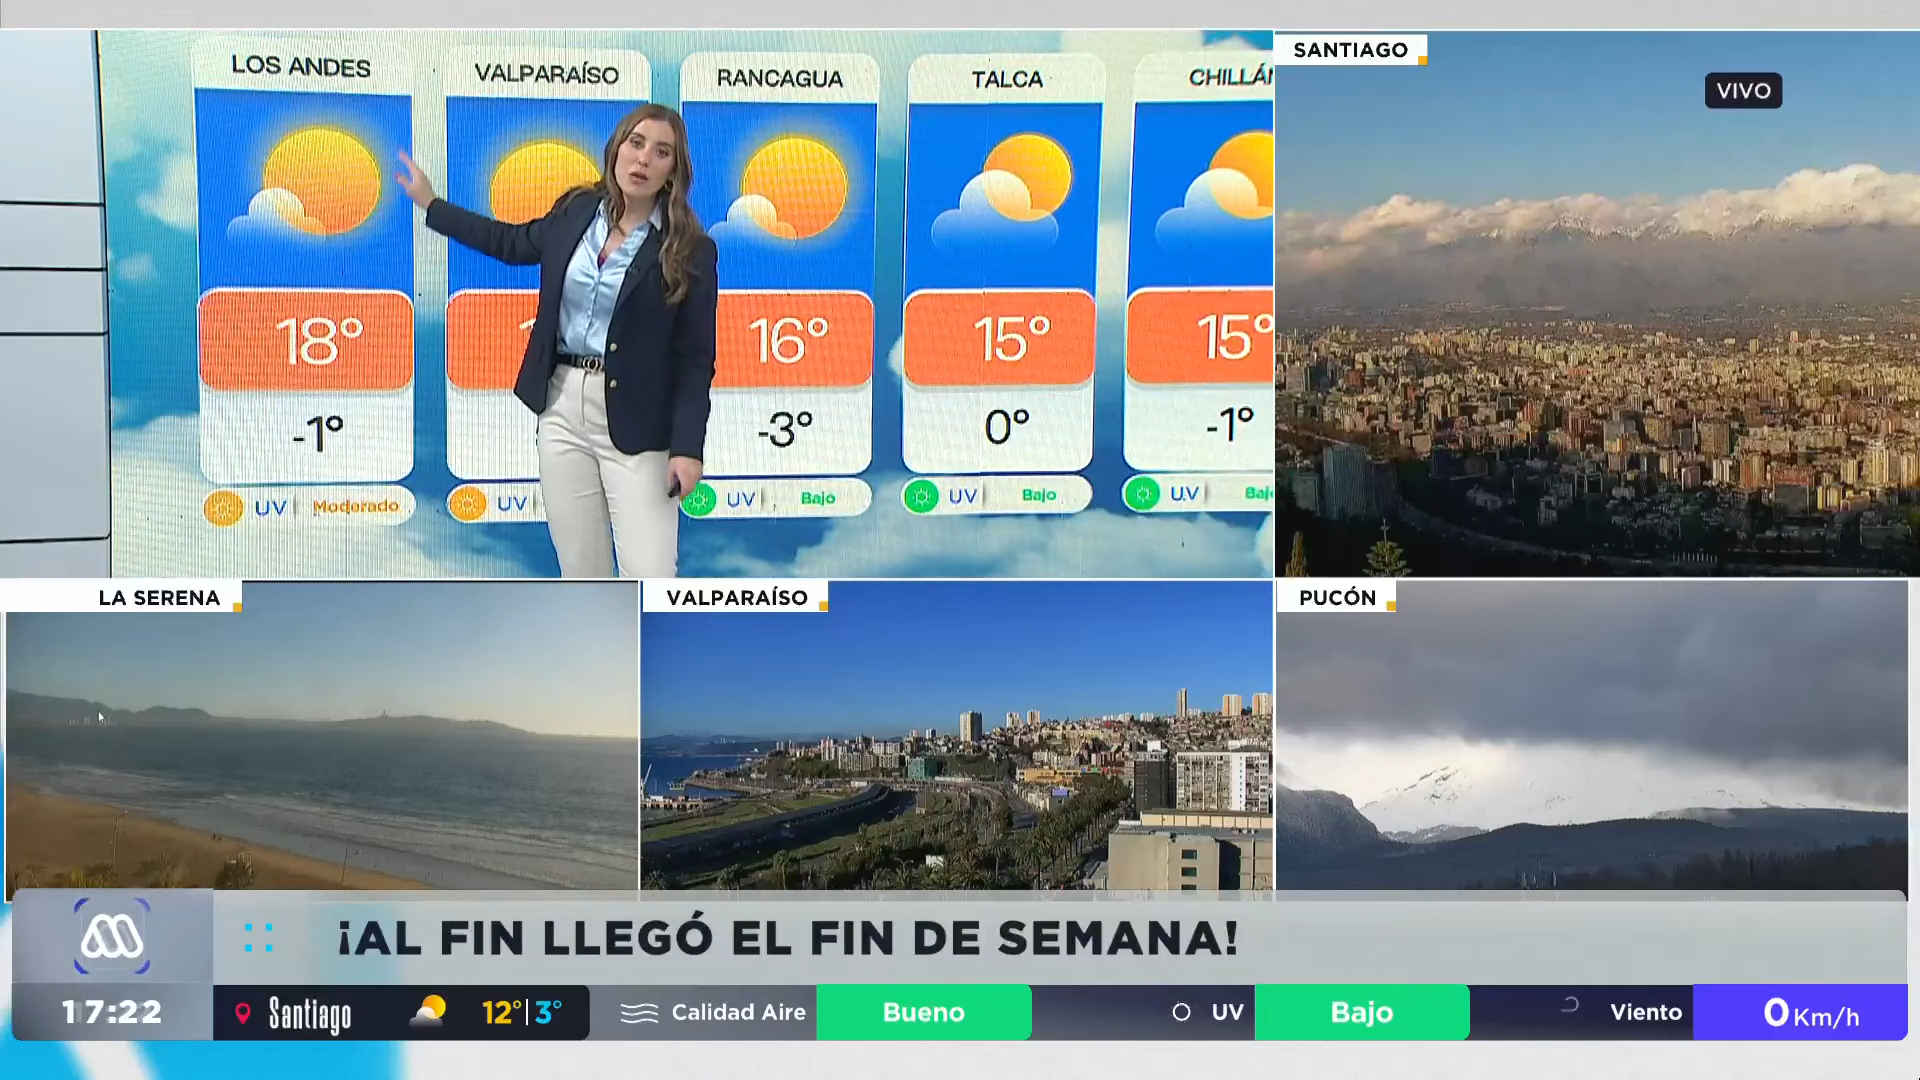 LOS ANDES
18°
-1°
UV Moderado
VALPARAÍSO
UV
RANCAGUA
16°
-3°
UV Bajo
TALCA
15°
0°
UV Bajo
15°
-1°
UV
SANTIAGO
VIVO
LA SERENA
VALPARAÍSO
PUCÓN
¡AL FIN LLEGÓ EL FIN DE SEMANA!
17:22
Santiago 12° | 3° Calidad Aire Bueno UV Bajo Viento 0 Km/h